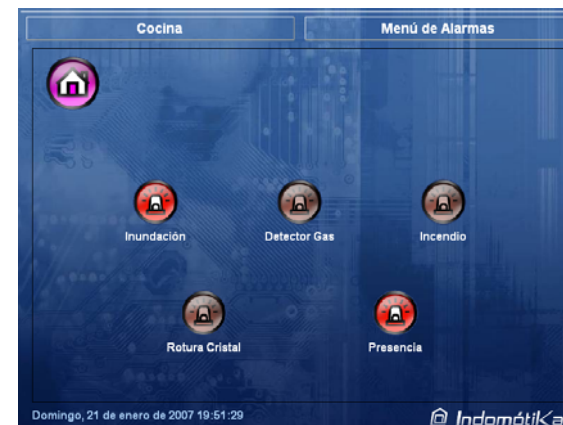 Cocina
Menú de Alarmas
Inundación
Detector Gas
Incendio
Rotura Cristal
Presencia
Domingo, 21 de enero de 2007 19:51:29
IndomótiKa